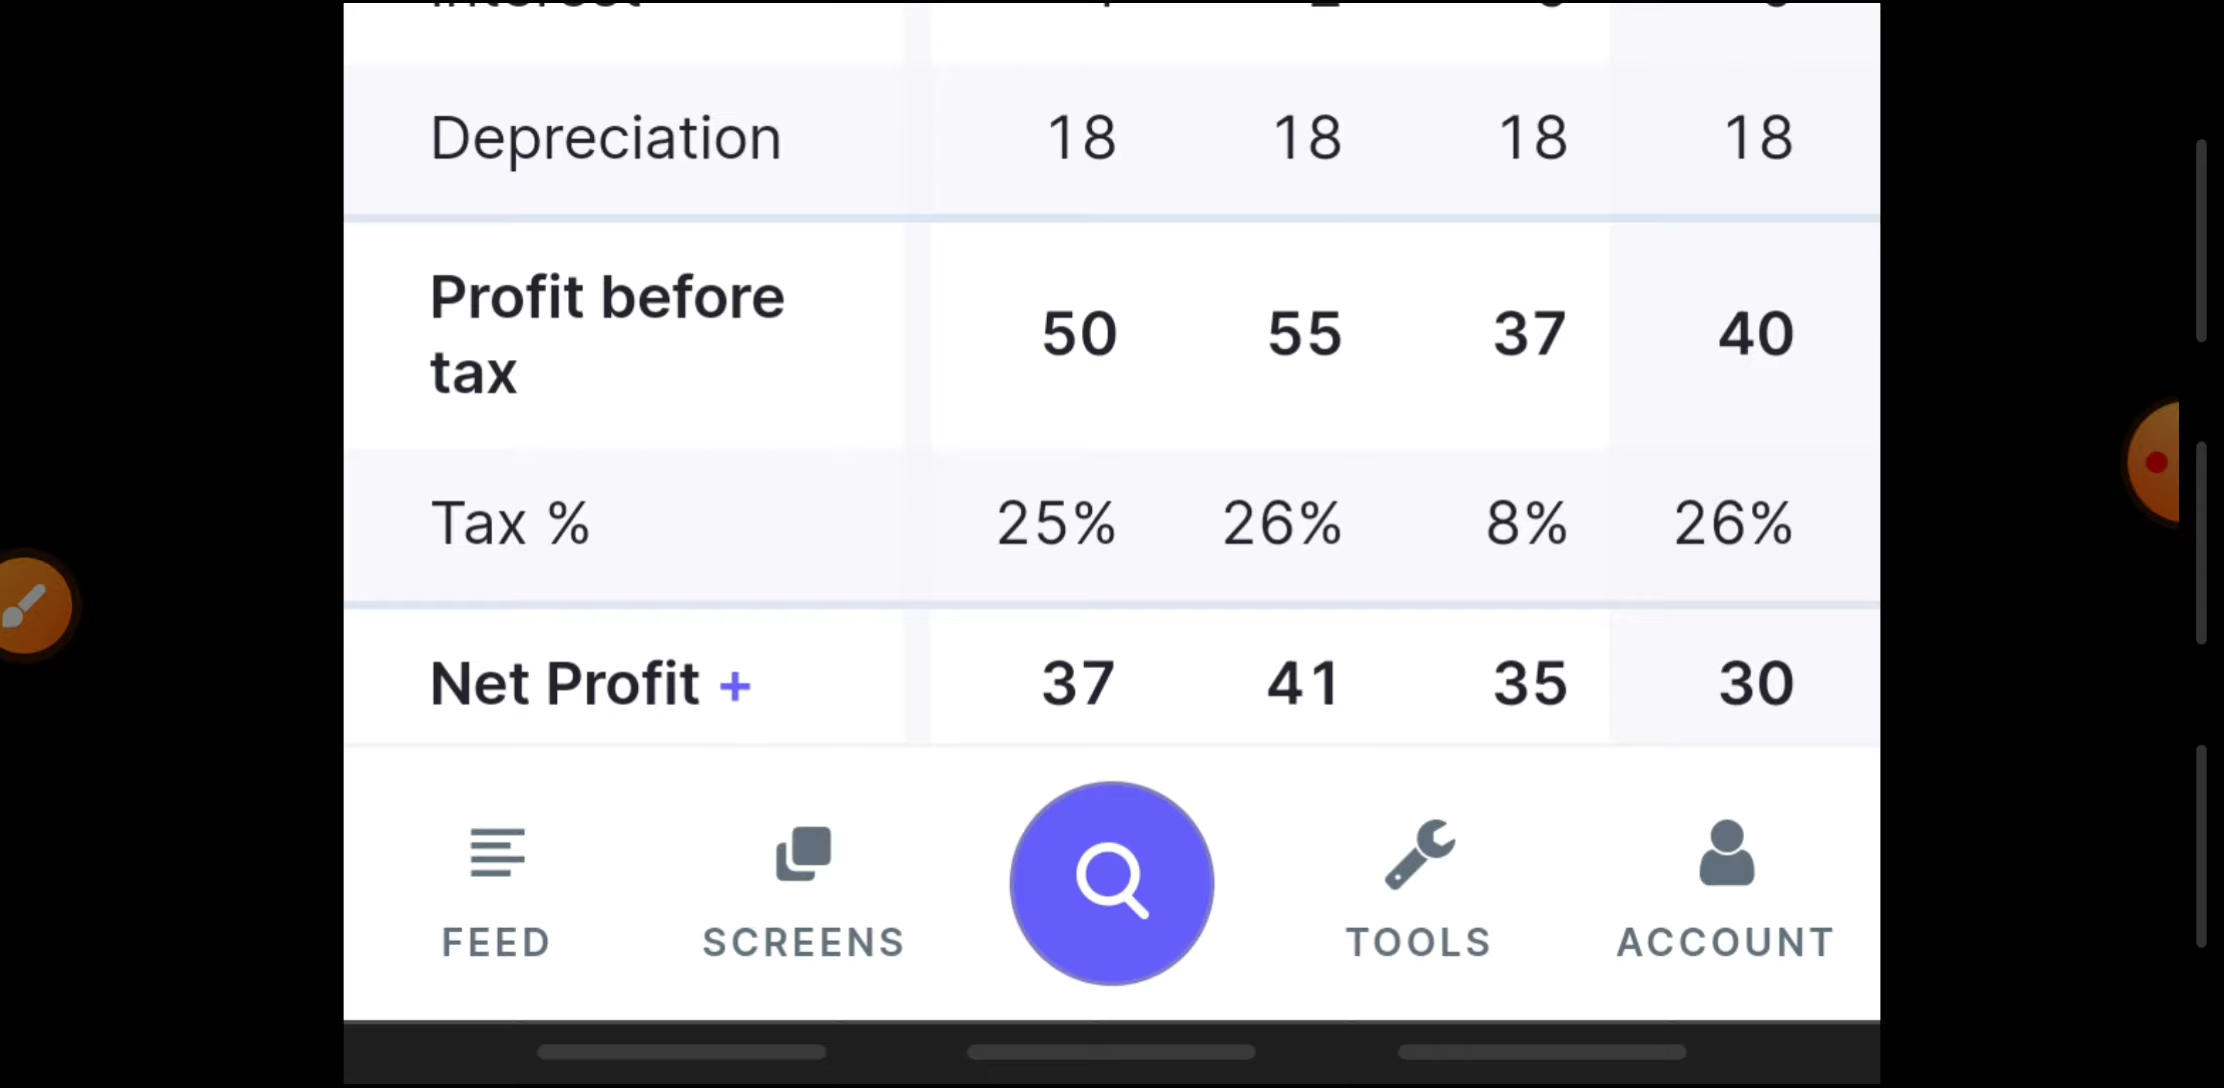 Depreciation 18 18 18 18
Profit before
tax 50 55 37 40
Tax % 25% 26% 8% 26%
Net Profit + 37 41 35 30
FEED SCREENS TOOLS ACCOUNT